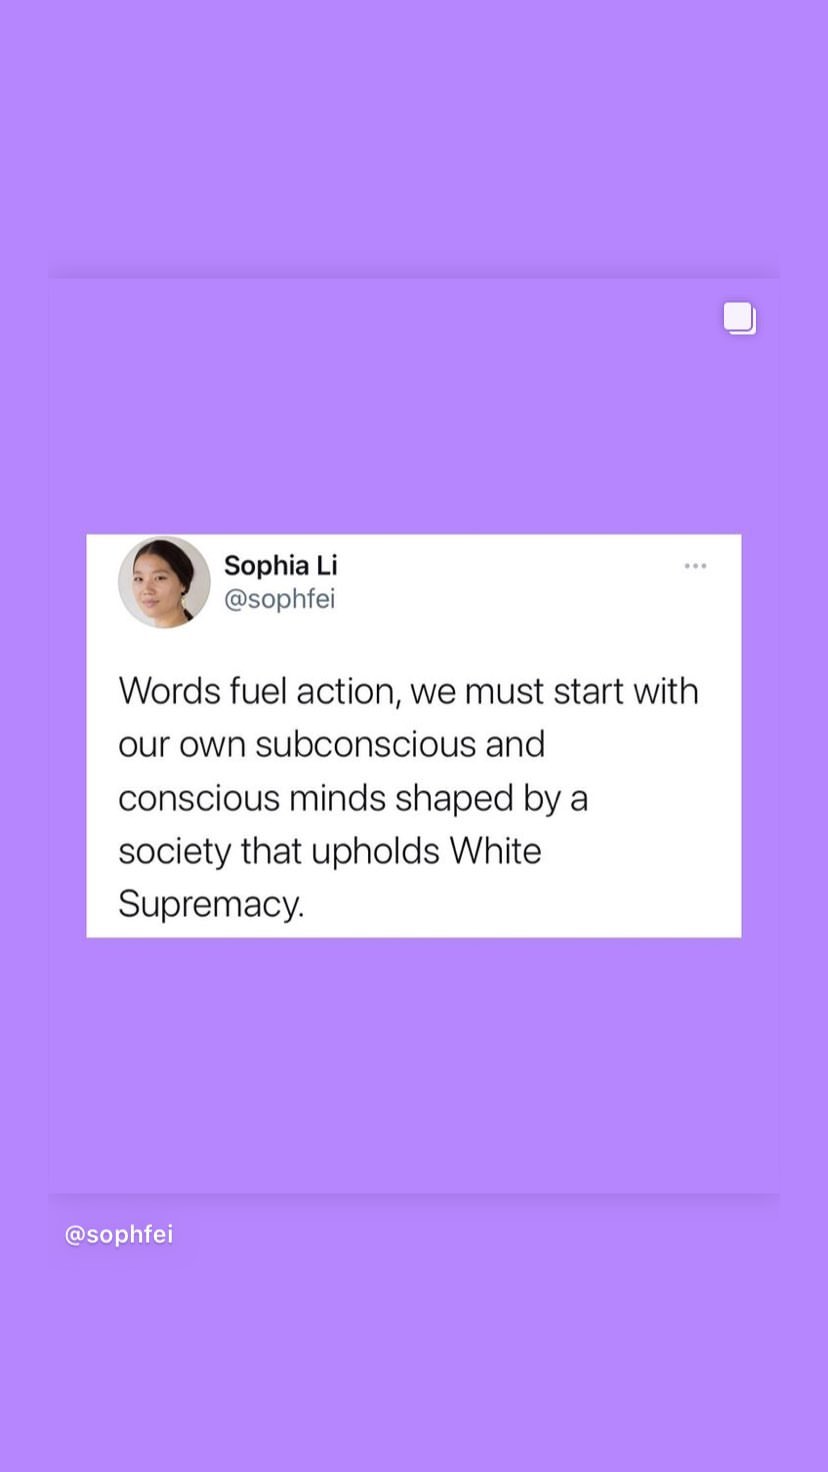 Sophia Li
@sophfei
Words fuel action, we must start with
our own subconscious and
conscious minds shaped by a
society that upholds White
Supremacy.
@sophfei